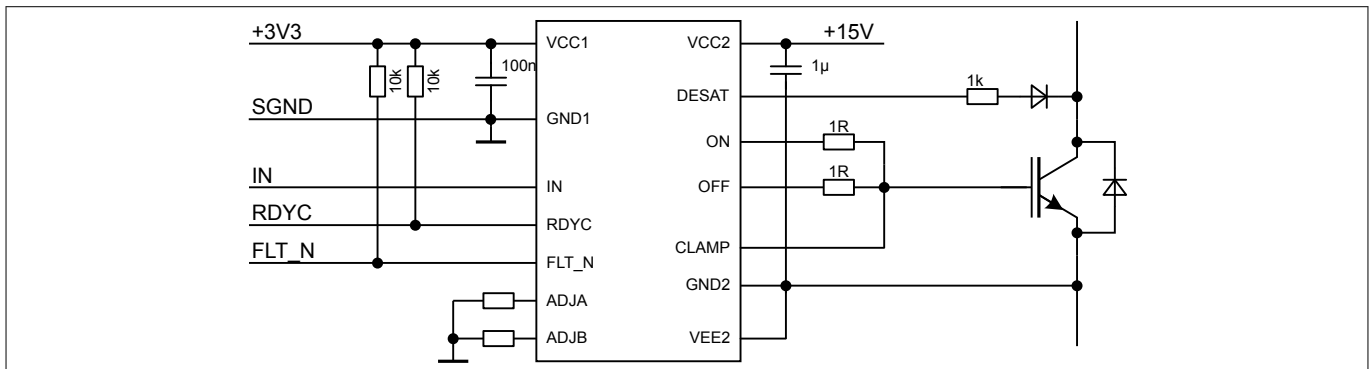 +3V3
VCC1
VCC2
+15V
10k
10k
100n
1µ
DESAT
1k
SGND
GND1
ON
1R
IN
IN
OFF
1R
RDYC
RDYC
CLAMP
FLT_N
FLT_N
GND2
ADJA
ADJB
VEE2